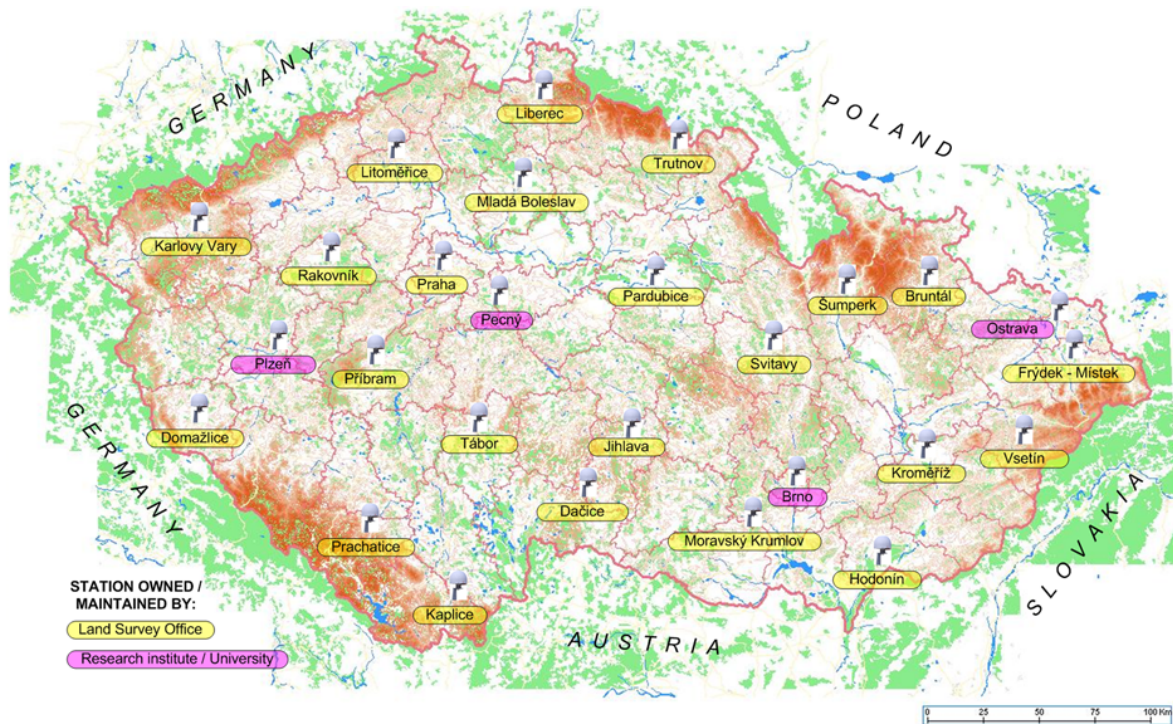 GERMANY
POLAND
Liberec
Trutnov
Litoměřice
Mladá Boleslav
Karlovy Vary
Rakovník
Praha
Pardubice
Šumperk
Bruntál
Pecný
Ostrava
Plzeň
Příbram
Svitavy
Frýdek - Místek
GERMANY
Domažlice
Tábor
Jihlava
Kroměříž
Vsetín
Brno
Dačice
Moravský Krumlov
Prachatice
Hodonín
SLOVAKIA
Kaplice
AUSTRIA
STATION OWNED /
MAINTAINED BY:
Land Survey Office
Research institute / University
0 25 50 75 100 Km